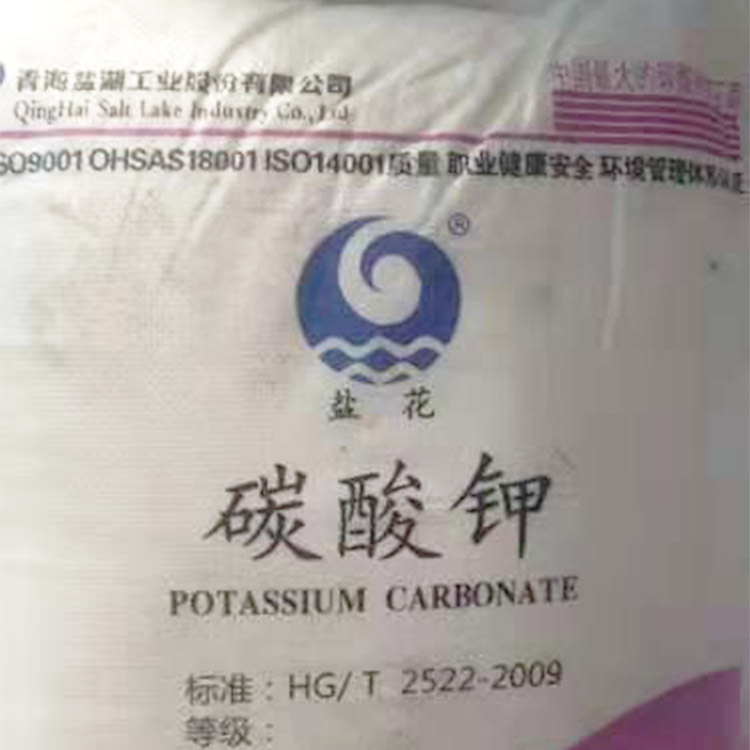 青海盐湖工业股份有限公司
QingHai Salt Lake Industry Co., Ltd
SO9001 OHSAS18001 ISO14001质量 职业健康安全 环境管理体系认证
®
盐花
碳酸钾
POTASSIUM CARBONATE
标准：HG/T 2522-2009
等级：